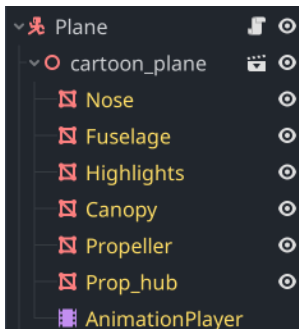 Plane
cartoon_plane
Nose
Fuselage
Highlights
Canopy
Propeller
Prop_hub
AnimationPlayer